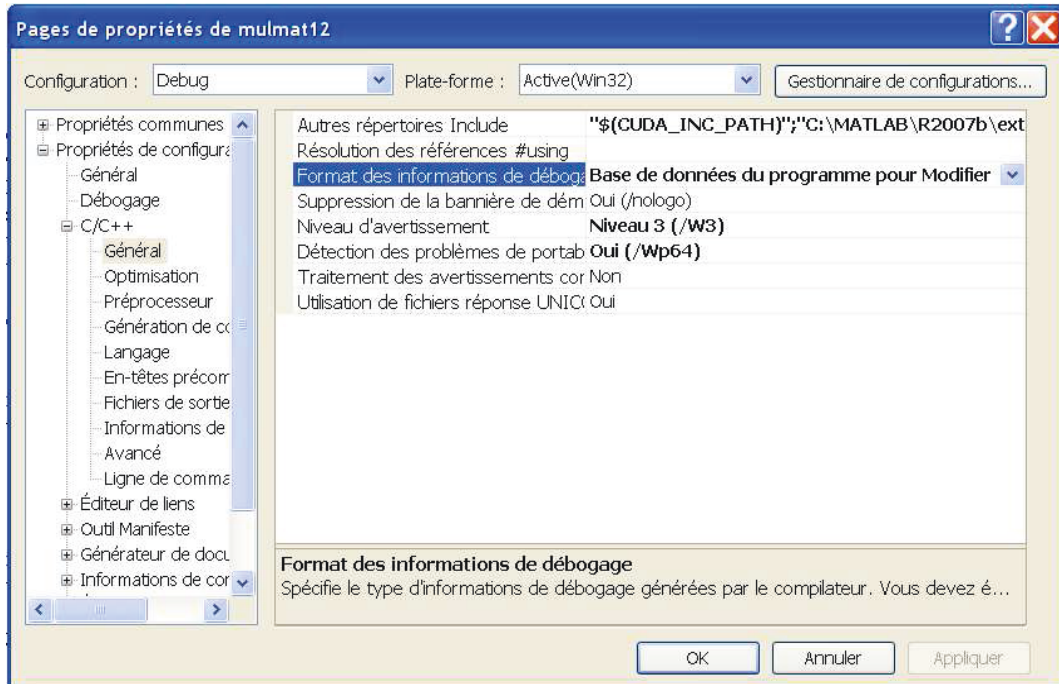 Pages de propriétés de mulmat12
Configuration : Debug Plate-forme : Active(Win32) Gestionnaire de configurations...
Propriétés communes
Propriétés de configura
Général
Débogage
C/C++
Général
Optimisation
Préprocesseur
Génération de co
Langage
En-têtes précom
Fichiers de sortie
Informations de
Avancé
Ligne de comma
Éditeur de liens
Outil Manifeste
Générateur de docu
Informations de cor
Autres répertoires Include "$(CUDA_INC_PATH)";"C:\MATLAB\R2007b\ext
Résolution des références #using
Format des informations de déboga Base de données du programme pour Modifier
Suppression de la bannière de dém Oui (/nologo)
Niveau d'avertissement Niveau 3 (/W3)
Détection des problèmes de portab Oui (/Wp64)
Traitement des avertissements cor Non
Utilisation de fichiers réponse UNICO Oui
Format des informations de débogage
Spécifie le type d'informations de débogage générées par le compilateur. Vous devez é...
OK Annuler Appliquer